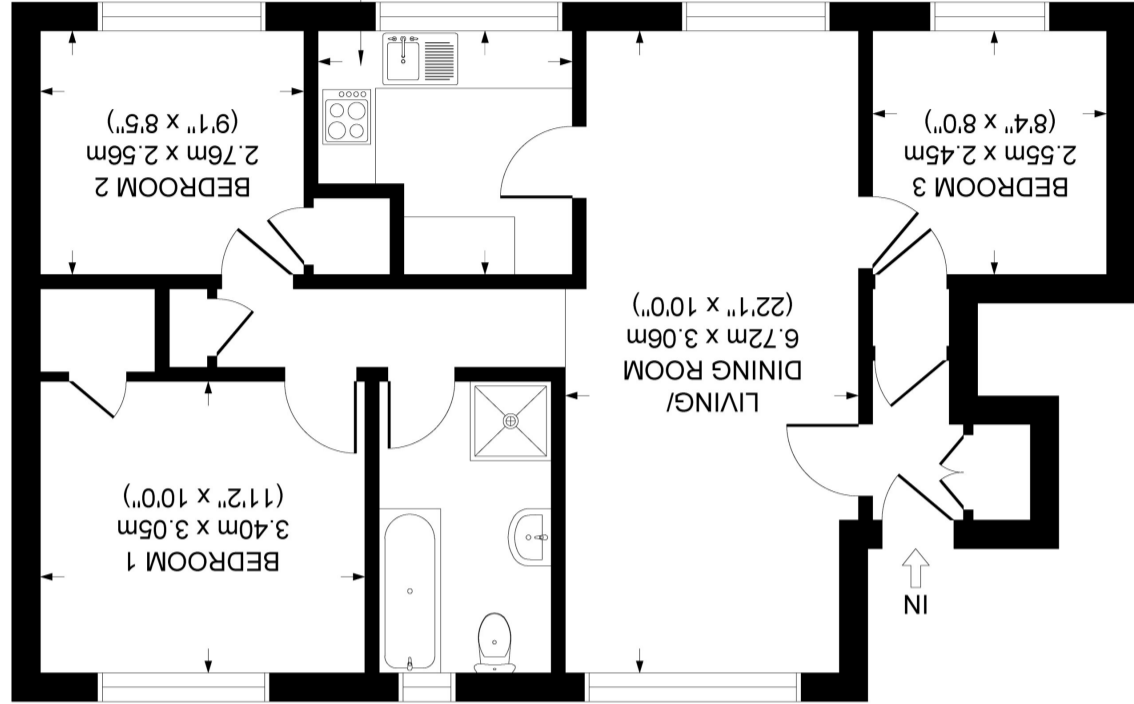 IN
BEDROOM 1
3.40m x 3.05m
(11'2" x 10'0")
LIVING/
DINING ROOM
6.72m x 3.06m
(22'1" x 10'0")
BEDROOM 3
2.55m x 2.45m
(8'4" x 8'0")
BEDROOM 2
2.76m x 2.56m
(9'1" x 8'5")